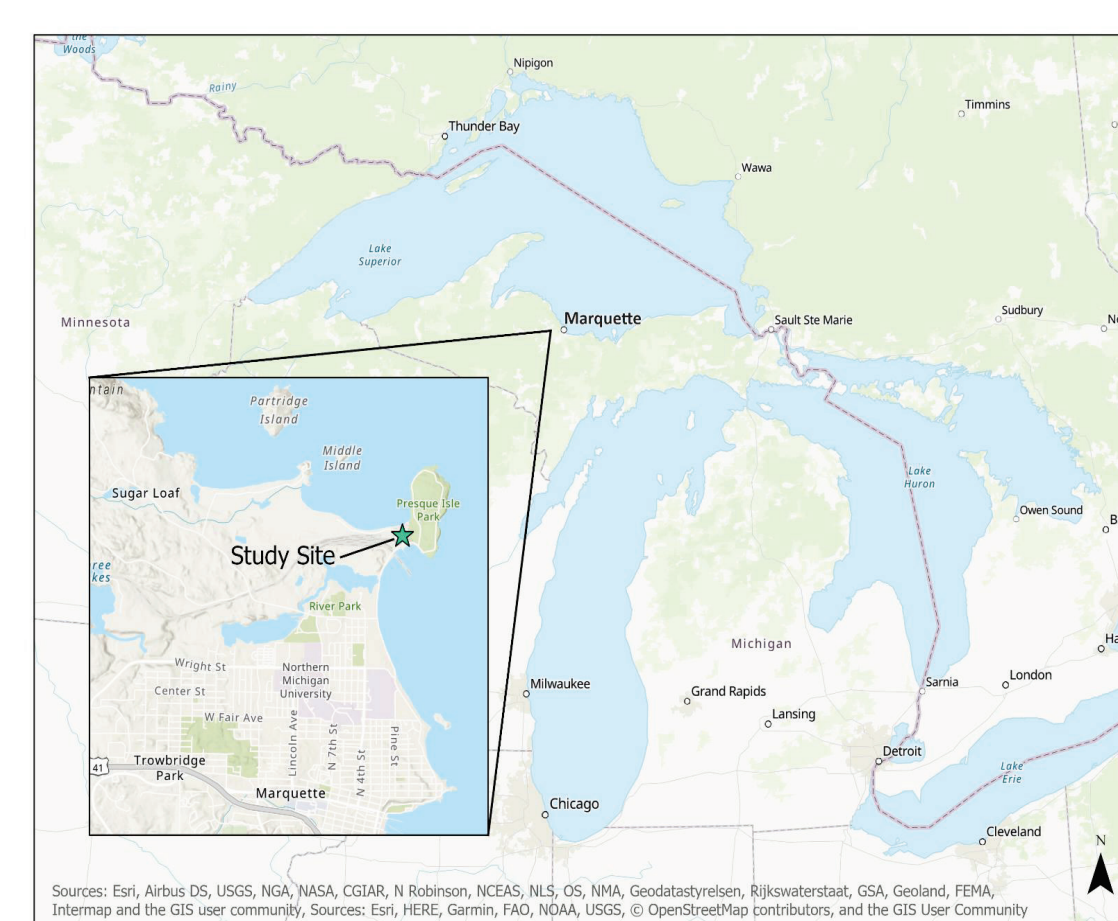 the
Woods
Rainy
Nipigon
Thunder Bay
Timmins
Wawa
Lake
Superior
Minnesota
Marquette
Sault Ste Marie
Sudbury
Lake
Huron
Owen Sound
Michigan
Milwaukee
Grand Rapids
Lansing
Sarnia
London
Detroit
Lake
Erie
Chicago
Cleveland
N
ntain
Partridge
Island
Middle
Island
Sugar Loaf
Presque Isle
Park
Study Site
ree
kes
River Park
Wright St
Northern
Michigan
University
Center St
W Fair Ave
Lincoln Ave
N 7th St
N 4th St
Pine St
41
Trowbridge
Park
Marquette
Sources: Esri, Airbus DS, USGS, NGA, NASA, CGIAR, N Robinson, NCEAS, NLS, OS, NMA, Geodatastyrelsen, Rijkswaterstaat, GSA, Geoland, FEMA,
Intermap and the GIS user community, Sources: Esri, HERE, Garmin, FAO, NOAA, USGS, © OpenStreetMap contributors, and the GIS User Community